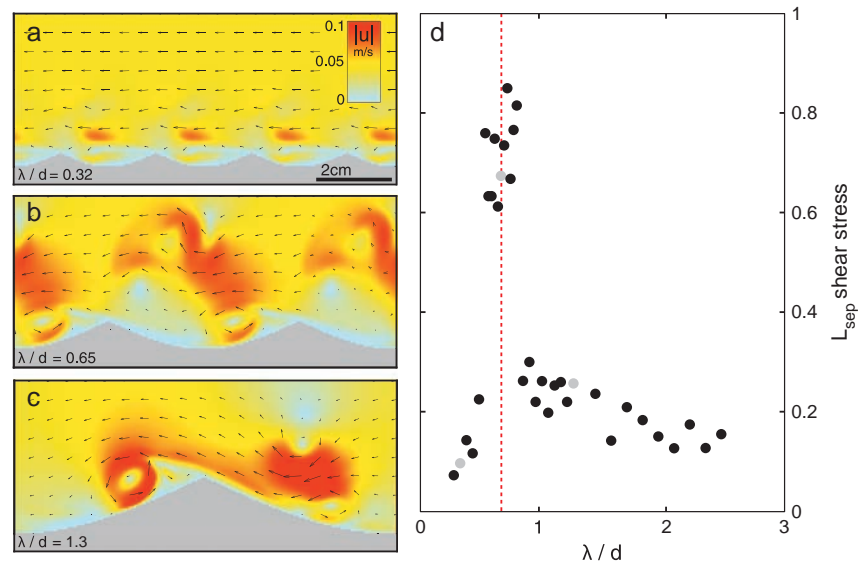 a
0.1
|u|
m/s
0.05
0
λ / d = 0.32
2cm
b
λ / d = 0.65
c
λ / d = 1.3
d
1
0.8
0.6
0.4
0.2
0
L_sep shear stress
0
1
2
3
λ / d